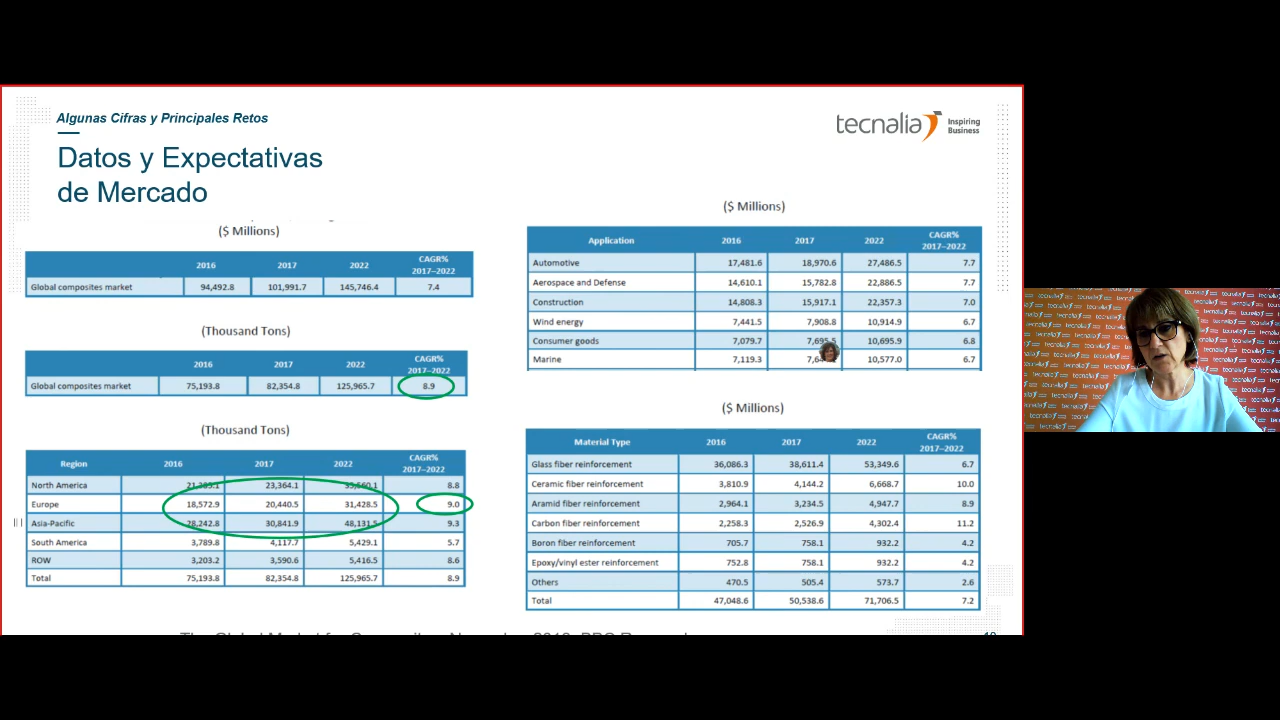 Algunas Cifras y Principales Retos
tecnalia Inspiring Business
Datos y Expectativas
de Mercado
($ Millions)
2016 2017 2022 CAGR% 2017–2022
Global composites market 94,492.8 101,991.7 145,746.4 7.4
(Thousand Tons)
2016 2017 2022 CAGR% 2017–2022
Global composites market 75,193.8 82,354.8 125,965.7 8.9
(Thousand Tons)
Region 2016 2017 2022 CAGR% 2017–2022
North America 23,364.1 8.8
Europe 18,572.9 20,440.5 31,428.5 9.0
Asia-Pacific 28,242.8 30,841.9 48,131.5 9.3
South America 3,789.8 4,117.7 5,429.1 5.7
ROW 3,203.2 3,590.6 5,416.5 8.6
Total 75,193.8 82,354.8 125,965.7 8.9
($ Millions)
Application 2016 2017 2022 CAGR% 2017–2022
Automotive 17,481.6 18,970.6 27,486.5 7.7
Aerospace and Defense 14,610.1 15,782.8 22,886.5 7.7
Construction 14,808.3 15,917.1 22,357.3 7.0
Wind energy 7,441.5 7,908.8 10,914.9 6.7
Consumer goods 7,079.7 7,695.5 10,695.9 6.8
Marine 7,119.3 10,577.0 6.7
($ Millions)
Material Type 2016 2017 2022 CAGR% 2017–2022
Glass fiber reinforcement 36,086.3 38,611.4 53,349.6 6.7
Ceramic fiber reinforcement 3,810.9 4,144.2 6,668.7 10.0
Aramid fiber reinforcement 2,964.1 3,234.5 4,947.7 8.9
Carbon fiber reinforcement 2,258.3 2,526.9 4,302.4 11.2
Boron fiber reinforcement 705.7 758.1 932.2 4.2
Epoxy/vinyl ester reinforcement 752.8 758.1 932.2 4.2
Others 470.5 505.4 573.7 2.6
Total 47,048.6 50,538.6 71,706.5 7.2